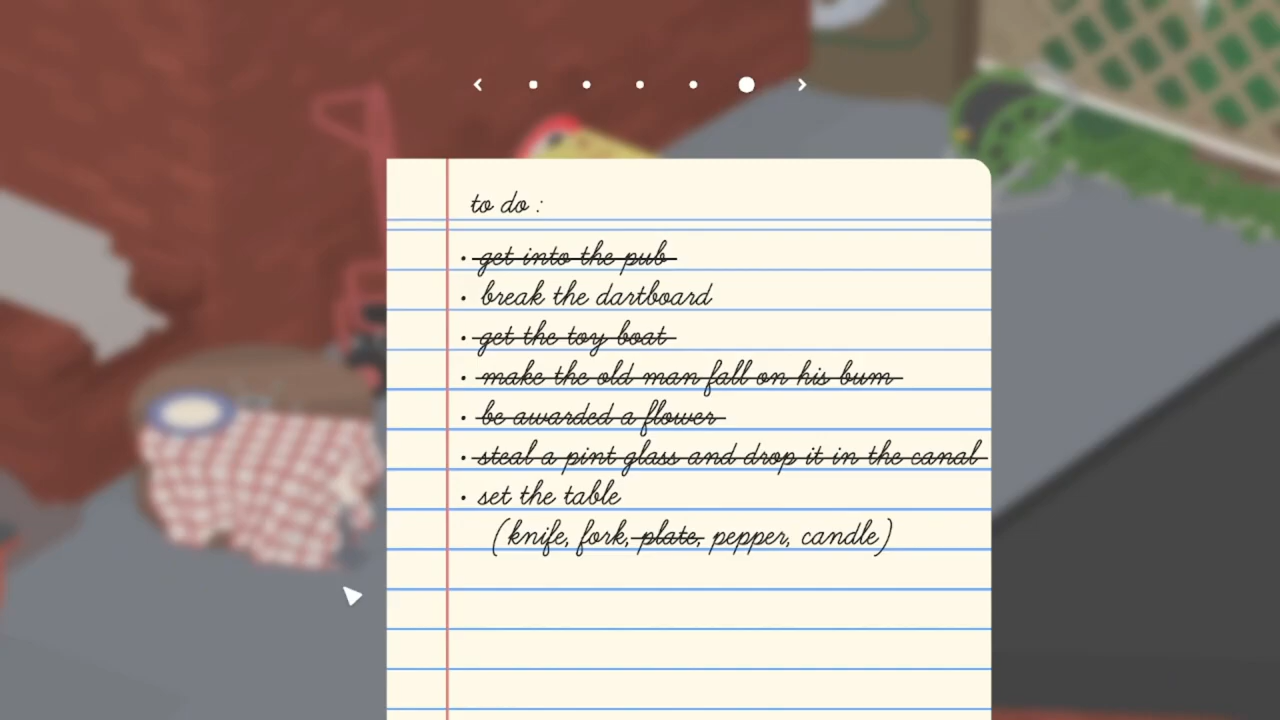 to do :
• get into the pub
• break the dartboard
• get the toy boat
• make the old man fall on his bum
• be awarded a flower
• steal a pint glass and drop it in the canal
• set the table
(knife, fork, plate, pepper, candle)